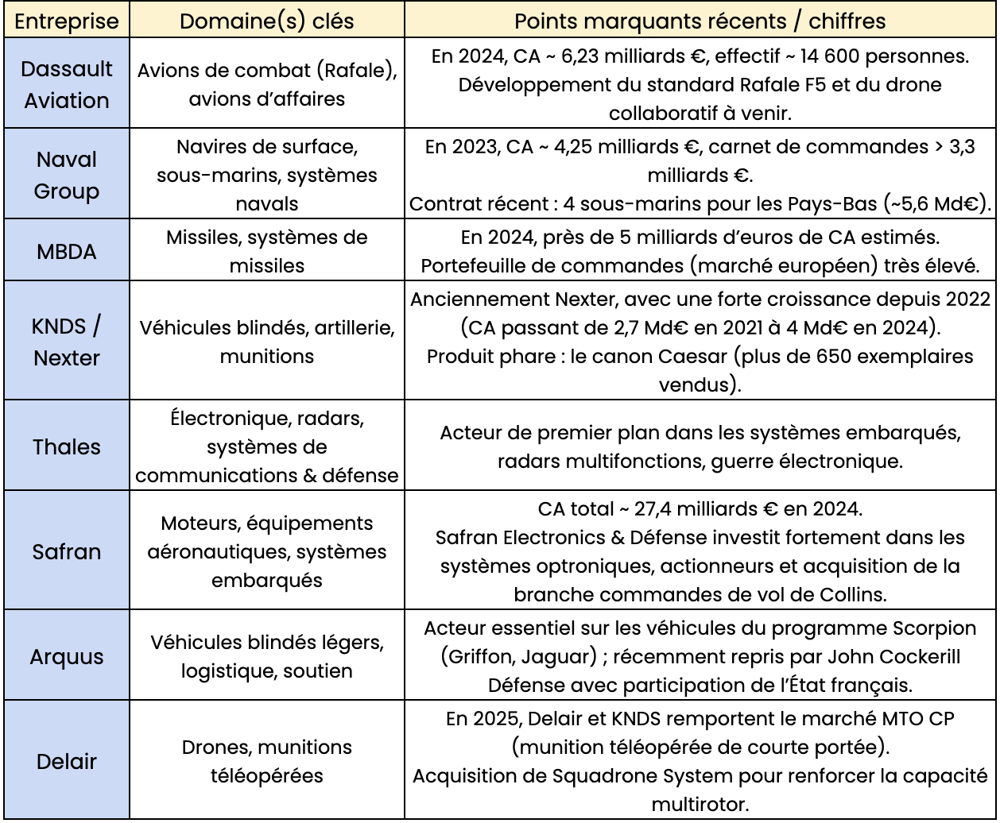 Entreprise
Domaine(s) clés
Points marquants récents / chiffres
Dassault
Aviation
Avions de combat (Rafale),
avions d’affaires
En 2024, CA ~ 6,23 milliards €, effectif ~ 14 600 personnes.
Développement du standard Rafale F5 et du drone
collaboratif à venir.
Naval
Group
Navires de surface,
sous-marins, systèmes
navals
En 2023, CA ~ 4,25 milliards €, carnet de commandes > 3,3
milliards €.
Contrat récent : 4 sous-marins pour les Pays-Bas (~5,6 Md€).
MBDA
Missiles, systèmes de
missiles
En 2024, près de 5 milliards d’euros de CA estimés.
Portefeuille de commandes (marché européen) très élevé.
KNDS /
Nexter
Véhicules blindés, artillerie,
munitions
Anciennement Nexter, avec une forte croissance depuis 2022
(CA passant de 2,7 Md€ en 2021 à 4 Md€ en 2024).
Produit phare : le canon Caesar (plus de 650 exemplaires
vendus).
Thales
Électronique, radars,
systèmes de
communications & défense
Acteur de premier plan dans les systèmes embarqués,
radars multifonctions, guerre électronique.
Safran
Moteurs, équipements
aéronautiques, systèmes
embarqués
CA total ~ 27,4 milliards € en 2024.
Safran Electronics & Défense investit fortement dans les
systèmes optroniques, actionneurs et acquisition de la
branche commandes de vol de Collins.
Arquus
Véhicules blindés légers,
logistique, soutien
Acteur essentiel sur les véhicules du programme Scorpion
(Griffon, Jaguar) ; récemment repris par John Cockerill
Défense avec participation de l’État français.
Delair
Drones, munitions
téléopérées
En 2025, Delair et KNDS remportent le marché MTO CP
(munition téléopérée de courte portée).
Acquisition de Squadrone System pour renforcer la capacité
multirotor.